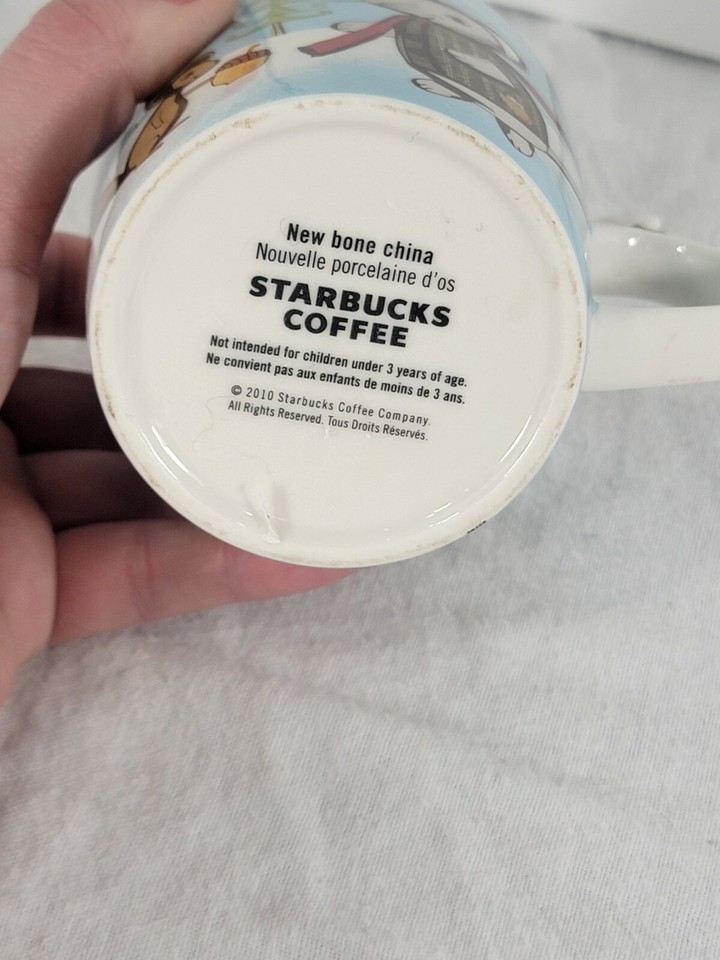 New bone china
Nouvelle porcelaine d'os
STARBUCKS
COFFEE
Not intended for children under 3 years of age.
Ne convient pas aux enfants de moins de 3 ans.
© 2010 Starbucks Coffee Company.
All Rights Reserved. Tous Droits Réservés.